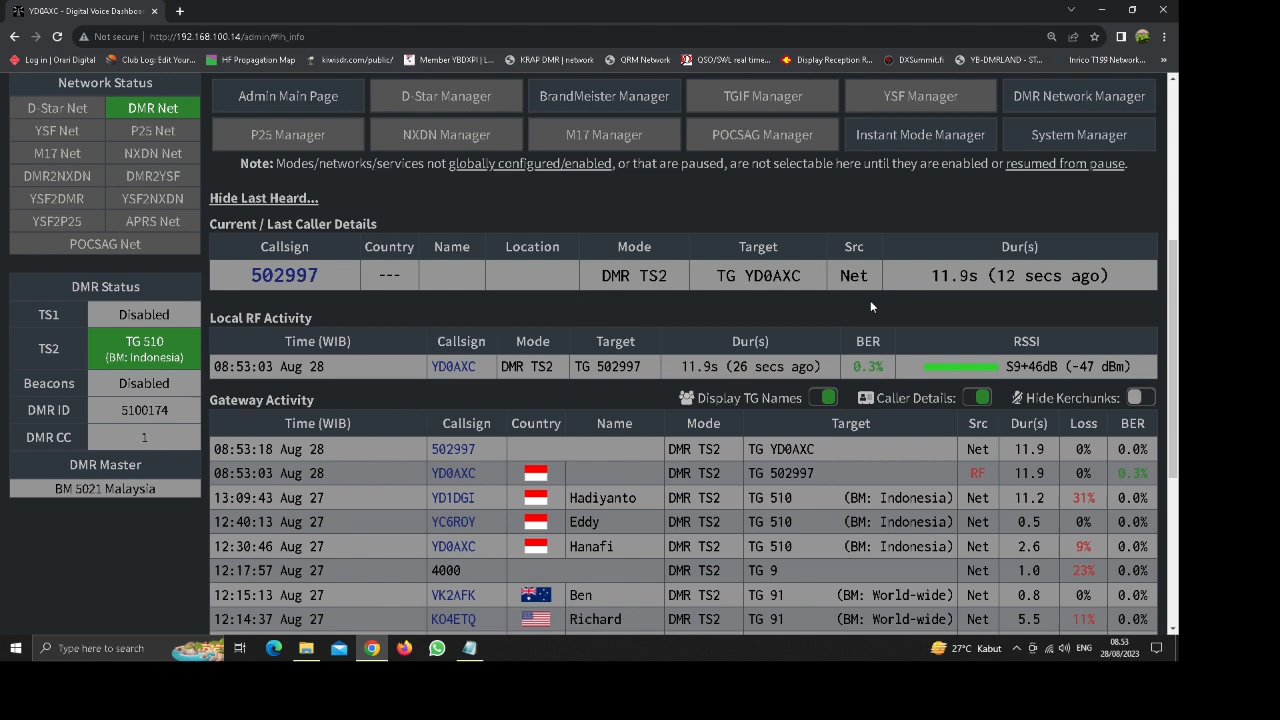 YD0AXC - Digital Voice Dashboa
Not secure | http://192.168.100.14/admin/#lh_info
Log in | Oran Digital Club Log: Edit Your... HF Propagation Map kiwisdr.com/public/ Member YBDXPI | L... KRAP DMR | network QRM Network QSO/SWL real time... Display Reception R... DXSummit.fi YB-DMRLAND - ST... Inrico T199 Networ... »
Network Status
D-Star Net DMR Net
YSF Net P25 Net
M17 Net NXDN Net
DMR2NXDN DMR2YSF
YSF2DMR YSF2NXDN
YSF2P25 APRS Net
POCSAG Net
DMR Status
TS1 Disabled
TS2 TG 510
(BM: Indonesia)
Beacons Disabled
DMR ID 5100174
DMR CC 1
DMR Master
BM 5021 Malaysia
Admin Main Page D-Star Manager BrandMeister Manager TGIF Manager YSF Manager DMR Network Manager
P25 Manager NXDN Manager M17 Manager POCSAG Manager Instant Mode Manager System Manager
Note: Modes/networks/services not globally configured/enabled, or that are paused, are not selectable here until they are enabled or resumed from pause.
Hide Last Heard...
Current / Last Caller Details
Callsign Country Name Location Mode Target Src Dur(s)
502997 --- DMR TS2 TG YD0AXC Net 11.9s (12 secs ago)
Local RF Activity
Time (WIB) Callsign Mode Target Dur(s) BER RSSI
08:53:03 Aug 28 YD0AXC DMR TS2 TG 502997 11.9s (26 secs ago) 0.3% S9+46dB (-47 dBm)
Gateway Activity Display TG Names Caller Details: Hide Kerchunks:
Time (WIB) Callsign Country Name Mode Target Src Dur(s) Loss BER
08:53:18 Aug 28 502997 DMR TS2 TG YD0AXC Net 11.9 0% 0.0%
08:53:03 Aug 28 YD0AXC DMR TS2 TG 502997 RF 11.9 0% 0.3%
13:09:43 Aug 27 YD1DGI Hadiyanto DMR TS2 TG 510 (BM: Indonesia) Net 11.2 31% 0.0%
12:40:13 Aug 27 YC6ROY Eddy DMR TS2 TG 510 (BM: Indonesia) Net 0.5 0% 0.0%
12:30:46 Aug 27 YD0AXC Hanafi DMR TS2 TG 510 (BM: Indonesia) Net 2.6 9% 0.0%
12:17:57 Aug 27 4000 DMR TS2 TG 9 Net 1.0 23% 0.0%
12:15:13 Aug 27 VK2AFK Ben DMR TS2 TG 91 (BM: World-wide) Net 0.8 0% 0.0%
12:14:37 Aug 27 KO4ETQ Richard DMR TS2 TG 91 (BM: World-wide) Net 5.5 11% 0.0%
Type here to search 27°C Kabut ENG 08.53
28/08/2023